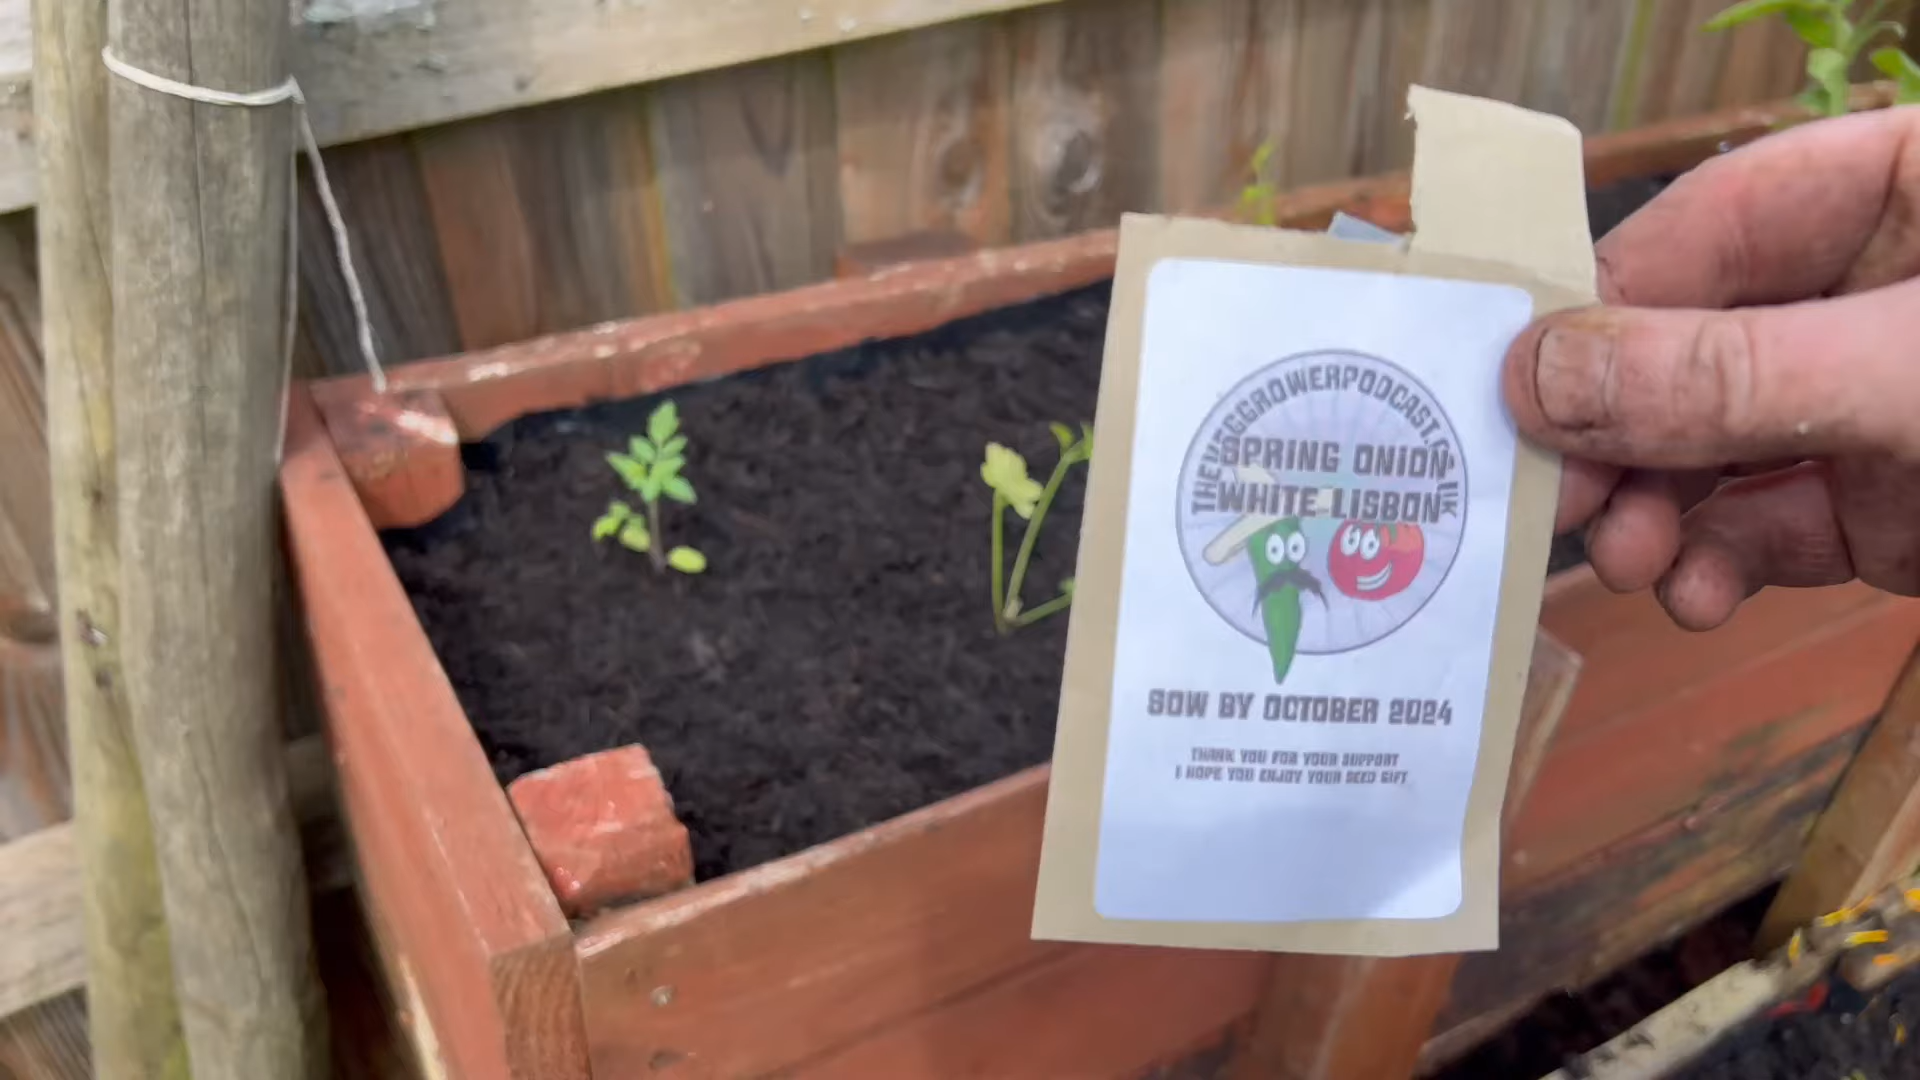 THEVEGGROWERPODCAST.CO.UK
SPRING ONION
WHITE LISBON
SOW BY OCTOBER 2024
THANK YOU FOR YOUR SUPPORT
I HOPE YOU ENJOY YOUR SEED GIFT